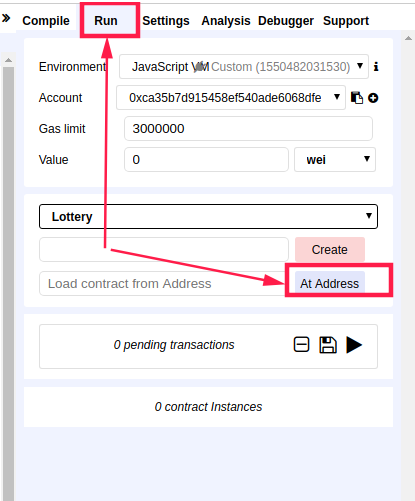 » Compile Run Settings Analysis Debugger Support
Environment JavaScript VM Custom (1550482031530)
Account 0xca35b7d915458ef540ade6068dfe
Gas limit 3000000
Value 0 wei
Lottery
Create
Load contract from Address At Address
0 pending transactions
0 contract Instances